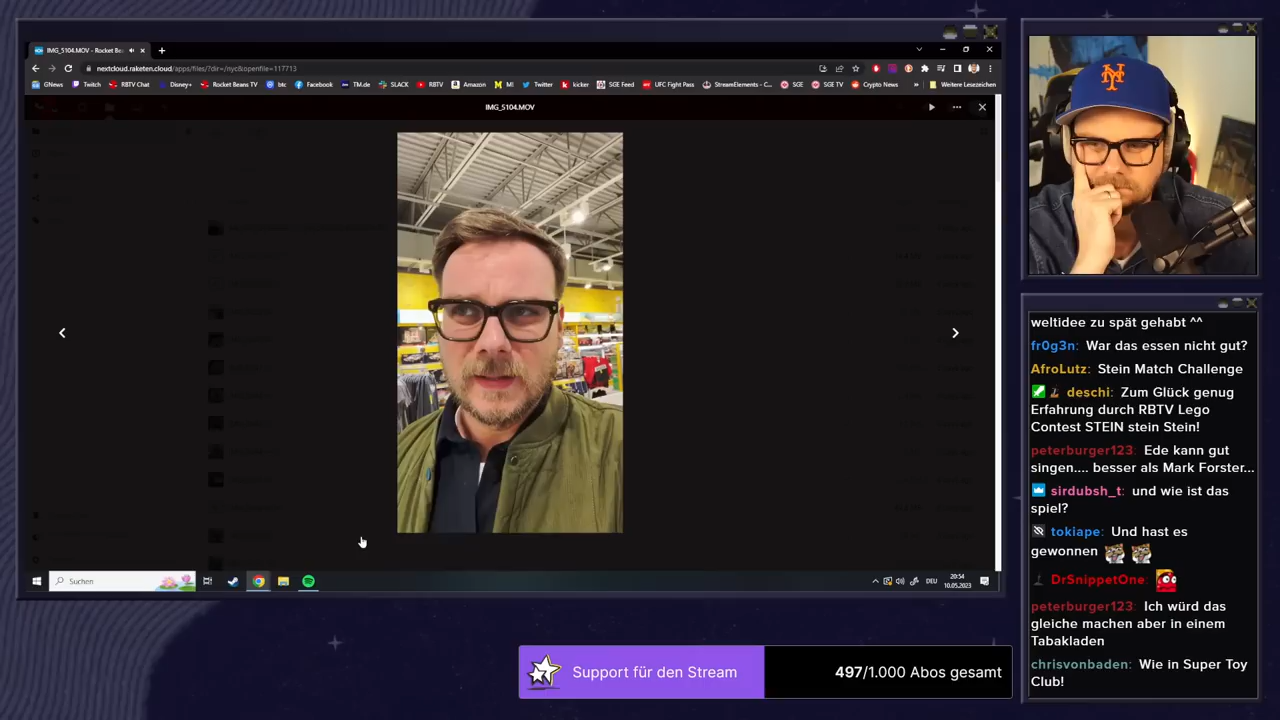 IMG_5104.MOV - Rocket Be
nextcloud.raketen.cloud/apps/files/?dir=/nyc&openfile=117713
GNews
Twitch
RBTV Chat
Disney+
Rocket Beans TV
btc
Facebook
TM.de
SLACK
RBTV
Amazon
MI
Twitter
kicker
SGE Feed
UFC Fight Pass
StreamElements - C...
SGE
SGE TV
Crypto News
»
Weitere Lesezeichen
IMG_5104.MOV
NY
weltidee zu spät gehabt ^^
fr0g3n: War das essen nicht gut?
AfroLutz: Stein Match Challenge
deschi: Zum Glück genug
Erfahrung durch RBTV Lego
Contest STEIN stein Stein!
peterburger123: Ede kann gut
singen.... besser als Mark Forster...
sirdubsh_t: und wie ist das
spiel?
tokiape: Und hast es
gewonnen
DrSnippetOne:
peterburger123: Ich würd das
gleiche machen aber in einem
Tabakladen
chrisvonbaden: Wie in Super Toy
Club!
Suchen
DEU
20:54
10.05.2023
Support für den Stream
497/1.000 Abos gesamt